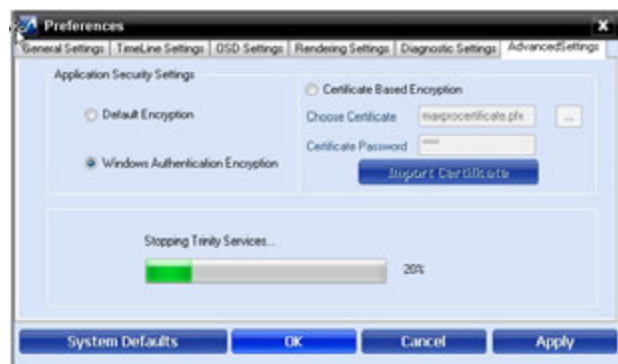 Preferences
General Settings
TimeLine Settings
OSD Settings
Rendering Settings
Diagnostic Settings
AdvancedSettings
Application Security Settings
Default Encryption
Windows Authentication Encryption
Certificate Based Encryption
Choose Certificate
maxprocertificate.pfx
...
Certificate Password
****
Import Certificate
Stopping Trinity Services...
20%
System Defaults
OK
Cancel
Apply